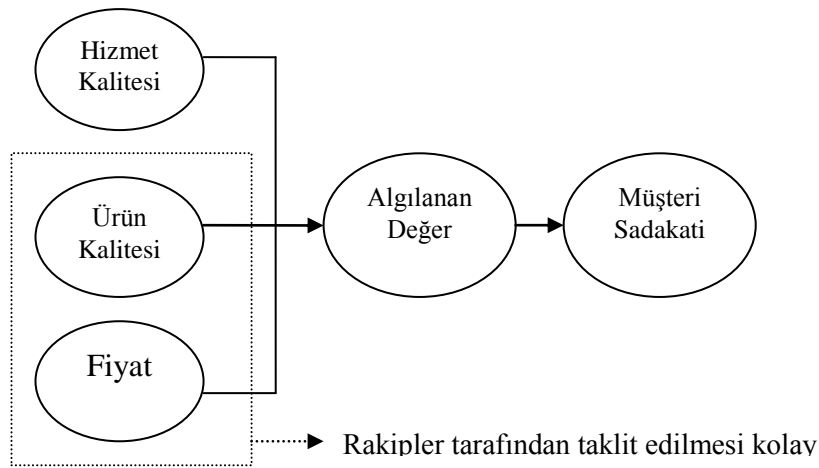 Hizmet
Kalitesi
Ürün
Kalitesi
Fiyat
Algılanan
Değer
Müşteri
Sadakati
Rakipler tarafından taklit edilmesi kolay